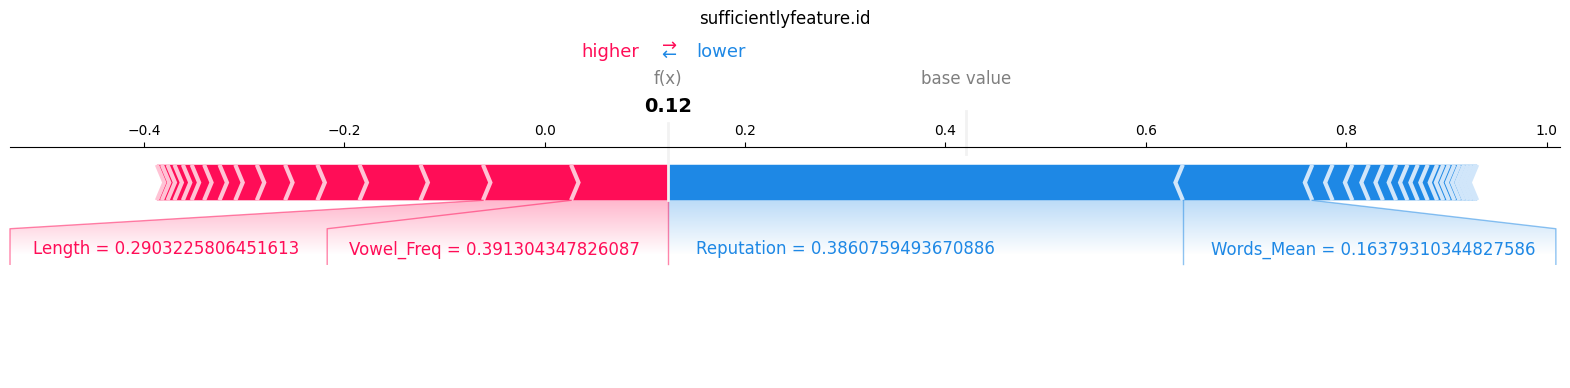 sufficientlyfeature.id
higher ⇄ lower
f(x) base value
0.12
−0.4 −0.2 0.0 0.2 0.4 0.6 0.8 1.0
Length = 0.2903225806451613 Vowel_Freq = 0.391304347826087 Reputation = 0.3860759493670886 Words_Mean = 0.16379310344827586